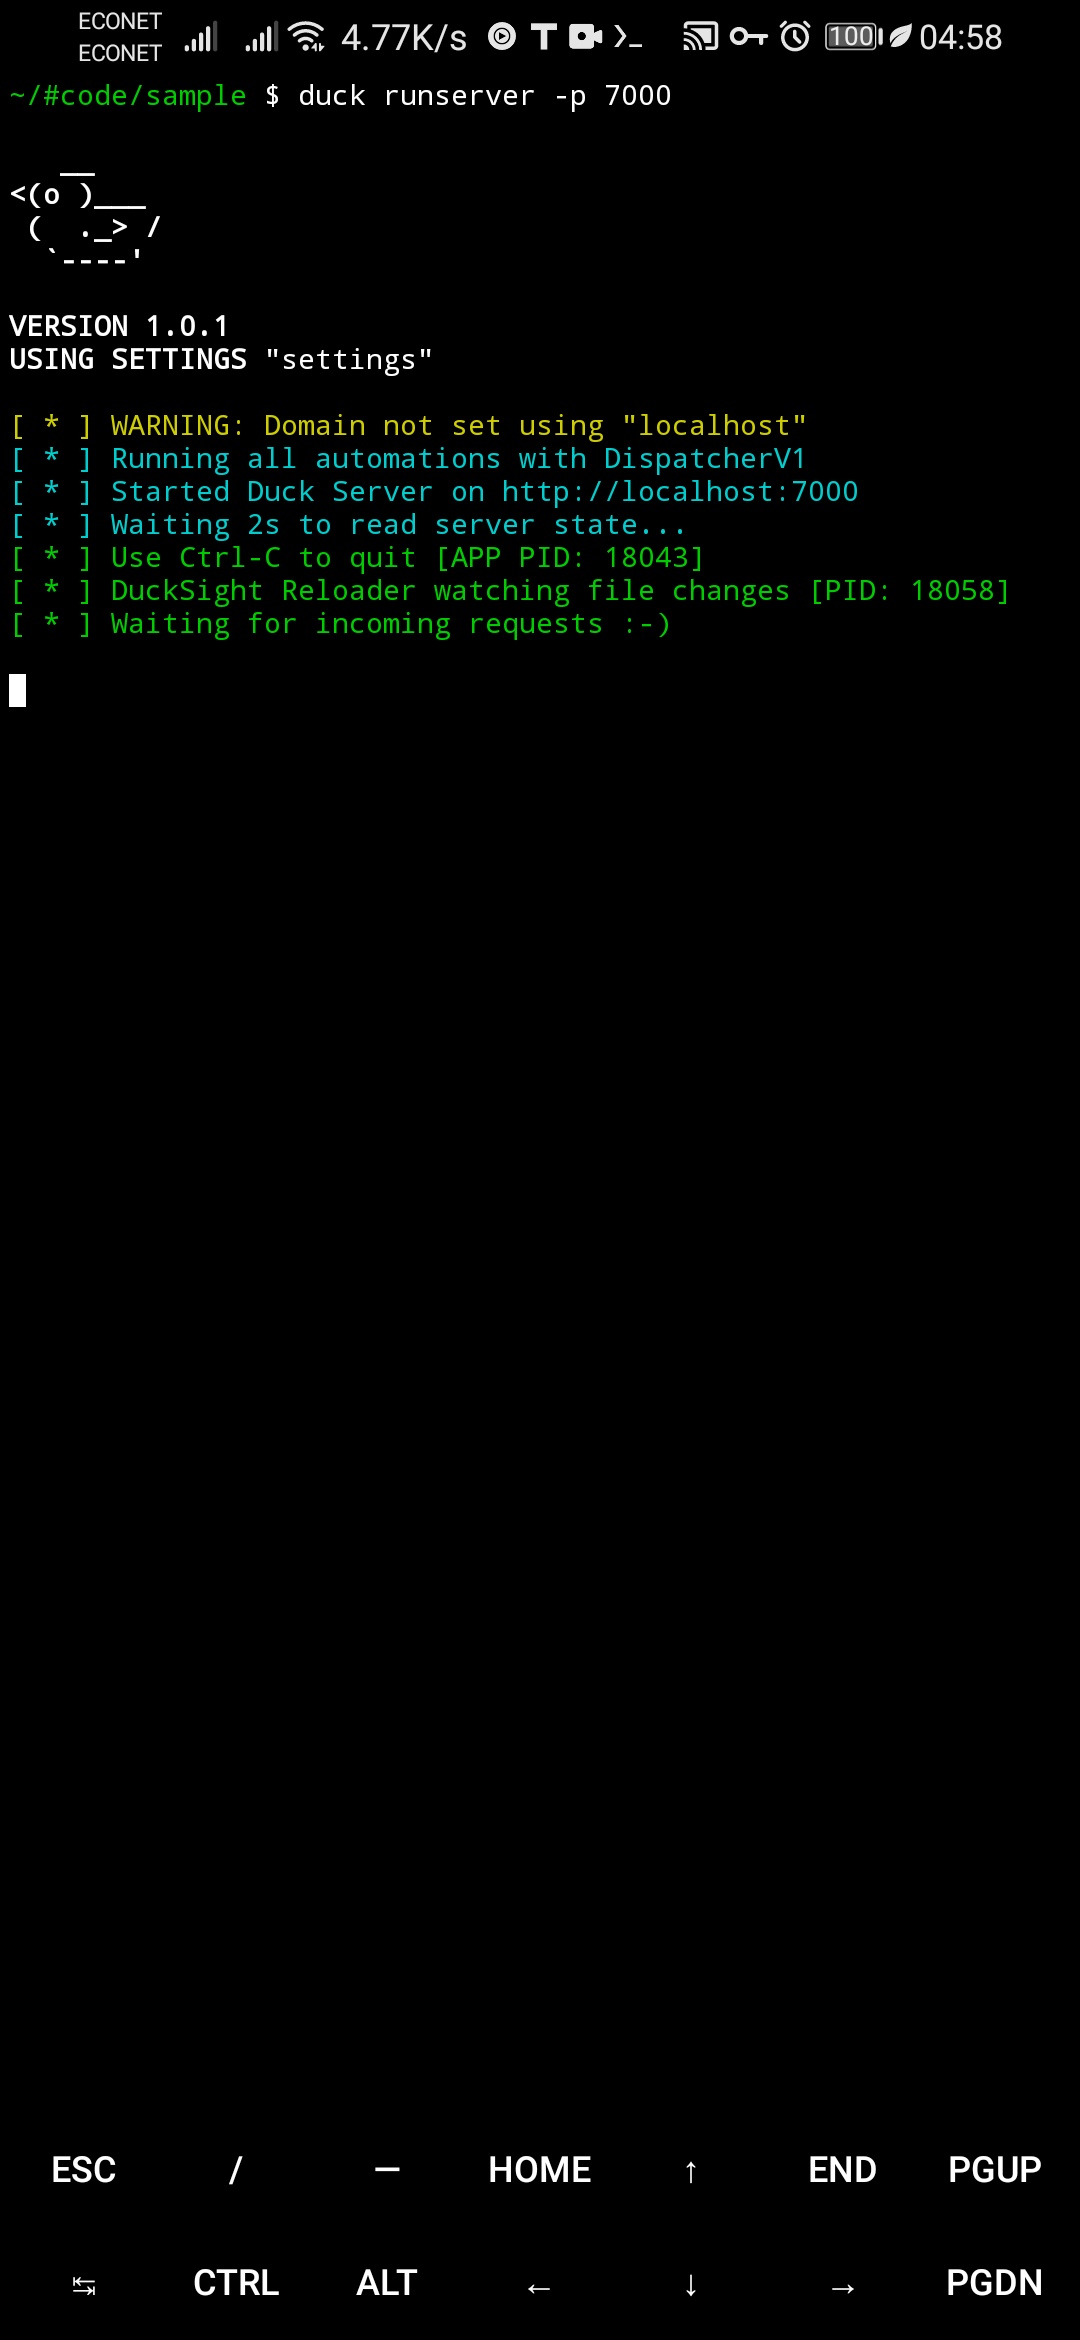 ECONET
ECONET
4.77K/s
100
04:58
~/#code/sample $ duck runserver -p 7000
    __
<(o )___
 (  ._> /
  `----'
VERSION 1.0.1
USING SETTINGS "settings"
[ * ] WARNING: Domain not set using "localhost"
[ * ] Running all automations with DispatcherV1
[ * ] Started Duck Server on http://localhost:7000
[ * ] Waiting 2s to read server state...
[ * ] Use Ctrl-C to quit [APP PID: 18043]
[ * ] DuckSight Reloader watching file changes [PID: 18058]
[ * ] Waiting for incoming requests :-)
ESC / — HOME ↑ END PGUP
↹ CTRL ALT ← ↓ → PGDN